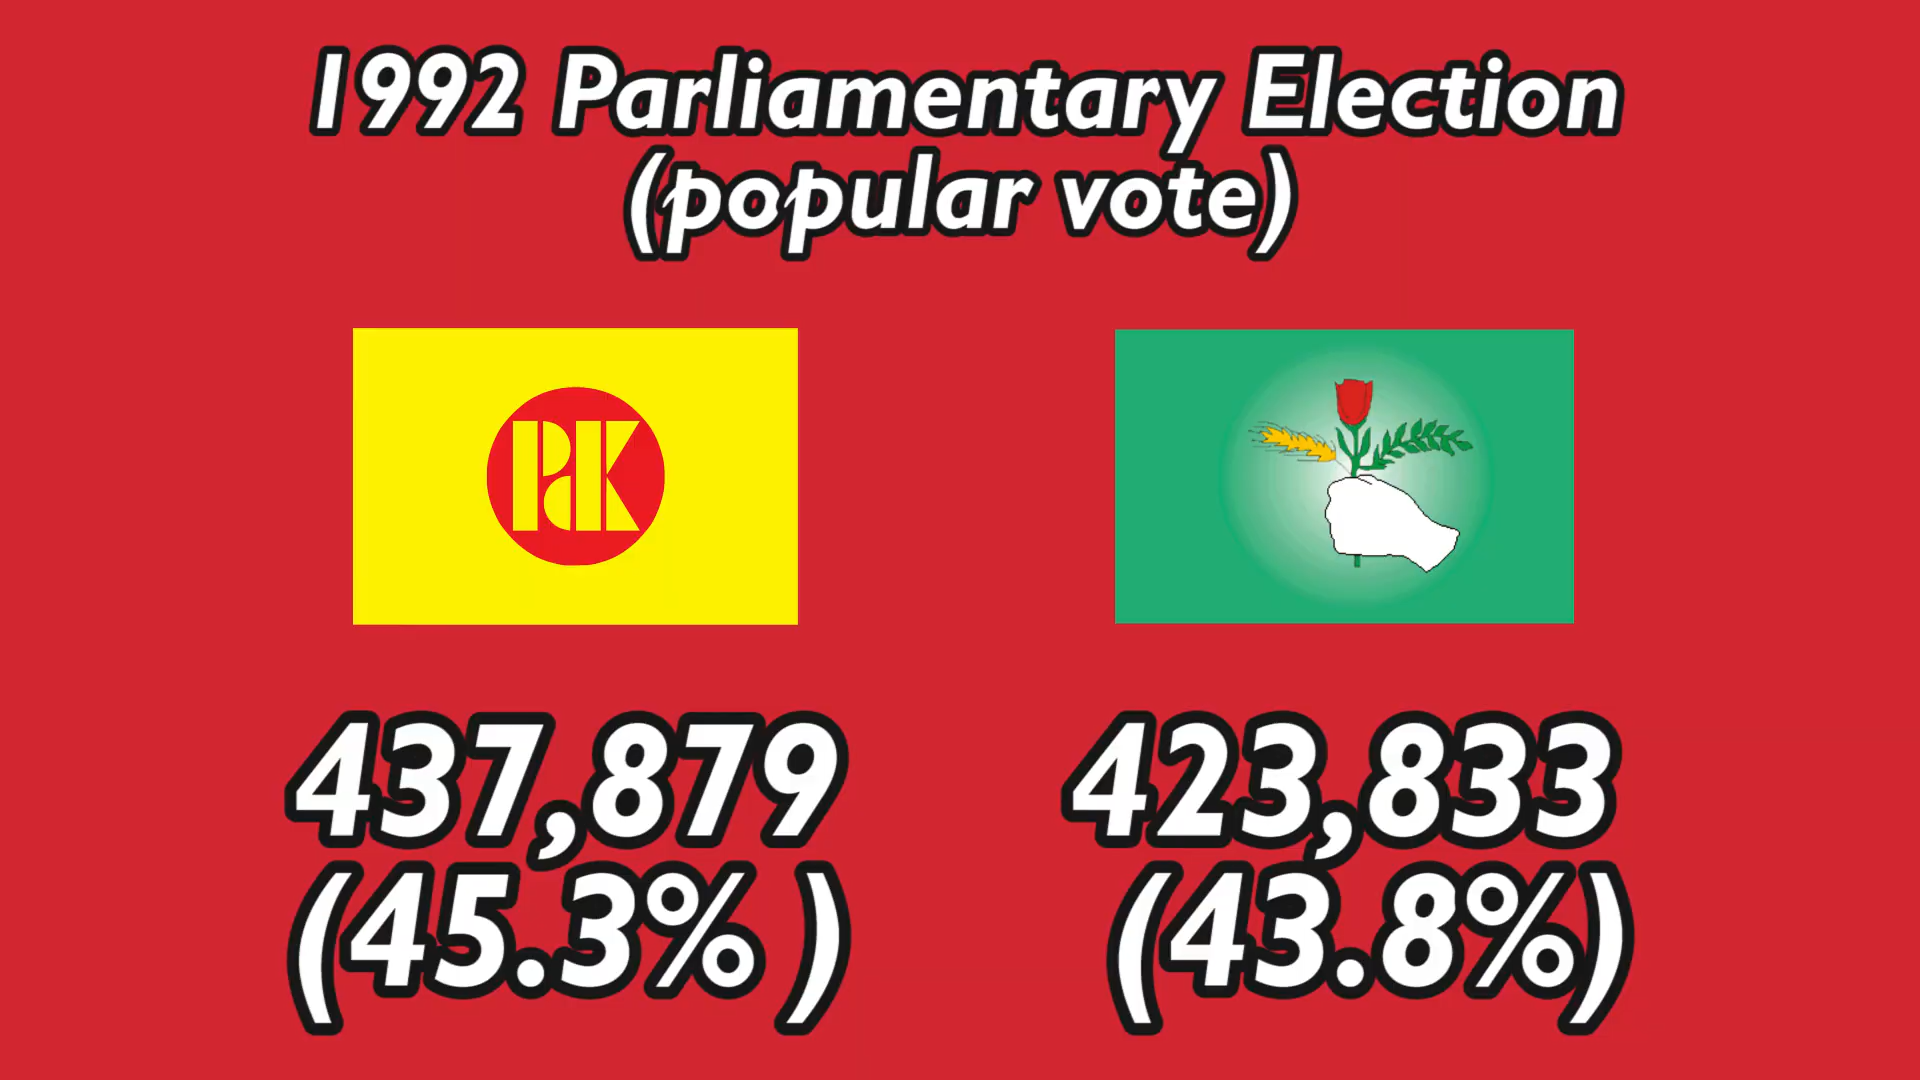 1992 Parliamentary Election
(popular vote)
PdK
437,879
(45.3% )
423,833
(43.8%)